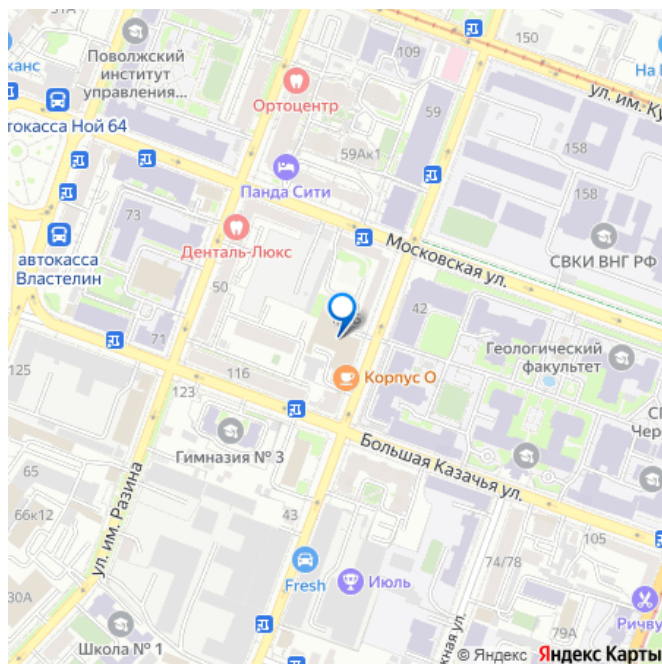 150
Поволжский
институт
управления...
109
На
Ортоцентр
ул. им.
59
автокасса Ной 64
59Ак1
158
Панда Сити
158
73
СВКИ ВНГ РФ
Денталь-Люкс
Московская ул.
автокасса
Властелин
50
42
Геологический
факультет
71
125
116
Корпус О
123
Гимназия № 3
Большая Казачья ул.
65
66к12
43
ул. им. Разина
Fresh
Июль
74/78
30А
Школа № 1
79А
Ричву
жная ул.
© Яндекс Яндекс Карты